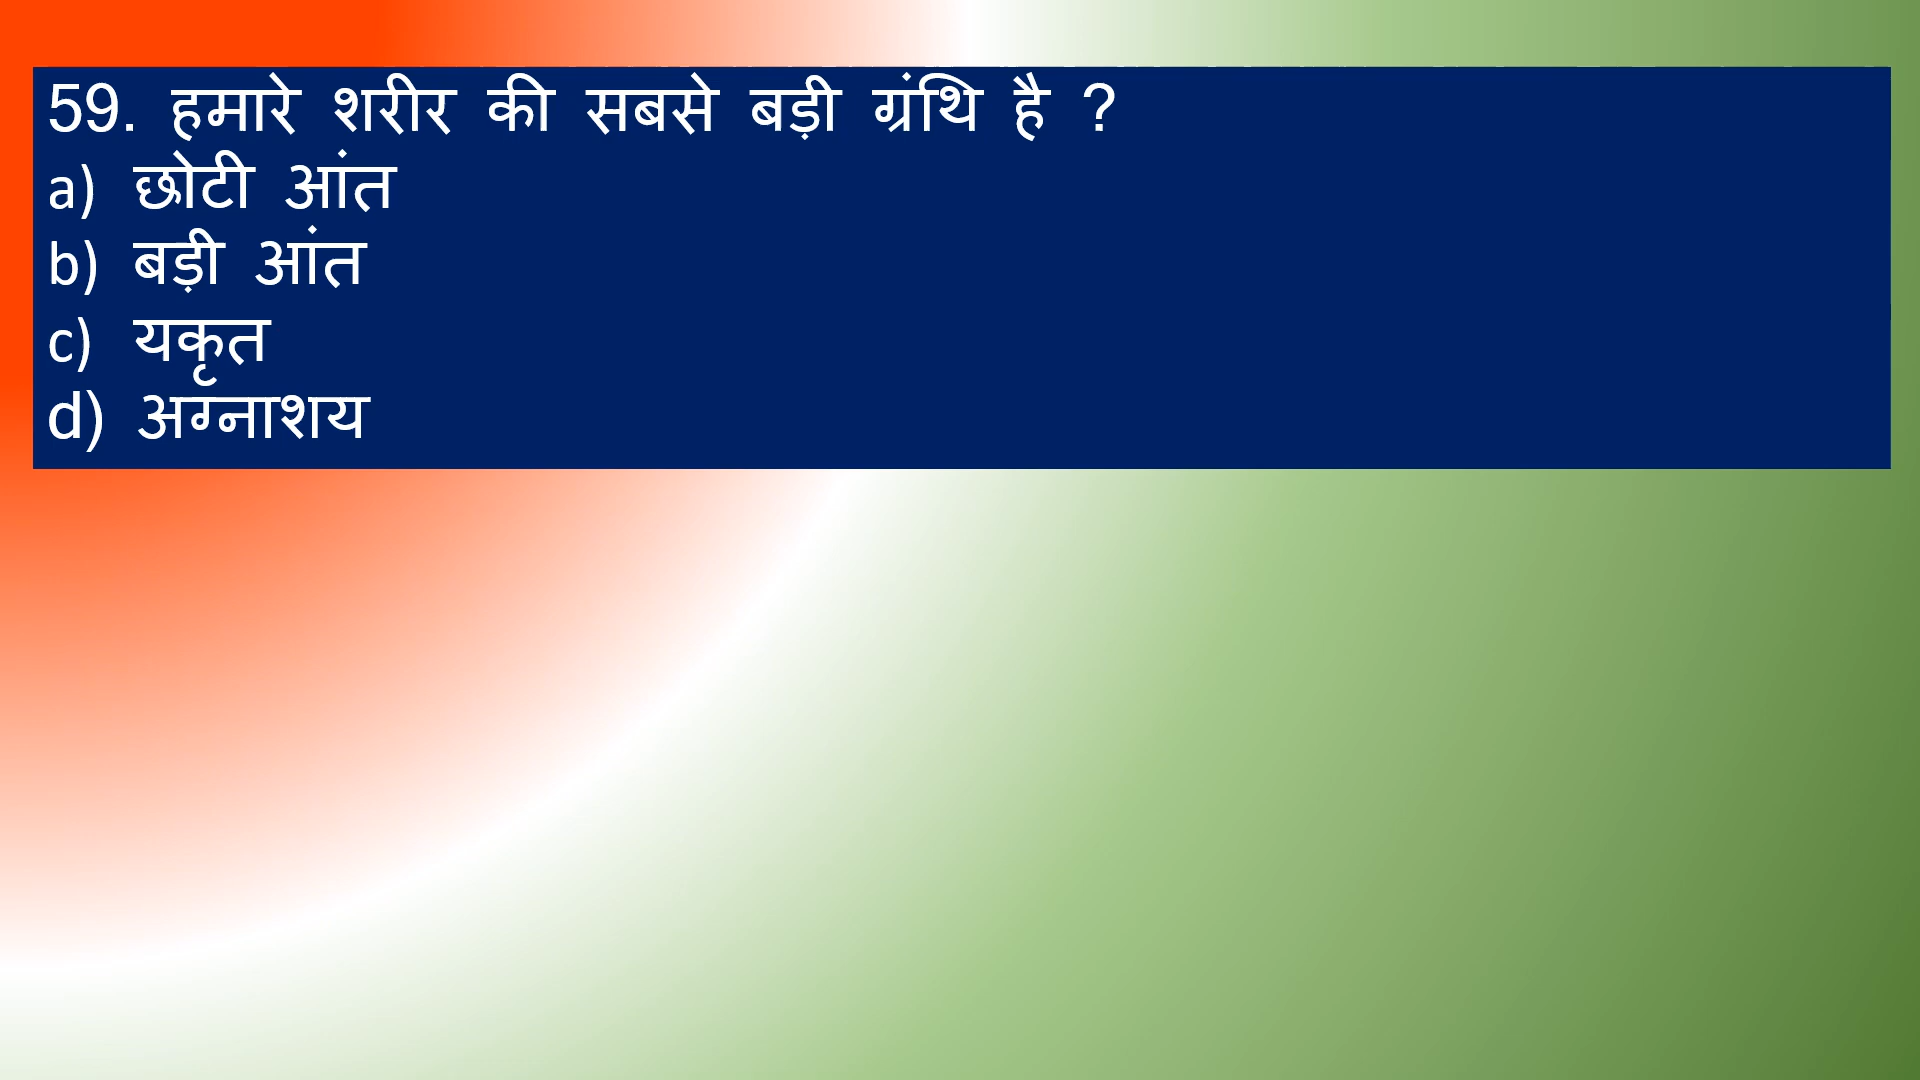 59. हमारे शरीर की सबसे बड़ी ग्रंथि है ?
a) छोटी आंत
b) बड़ी आंत
c) यकृत
d) अग्नाशय